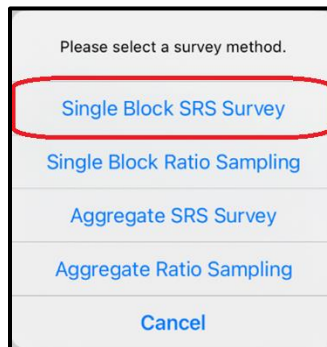 Please select a survey method.
Single Block SRS Survey
Single Block Ratio Sampling
Aggregate SRS Survey
Aggregate Ratio Sampling
Cancel